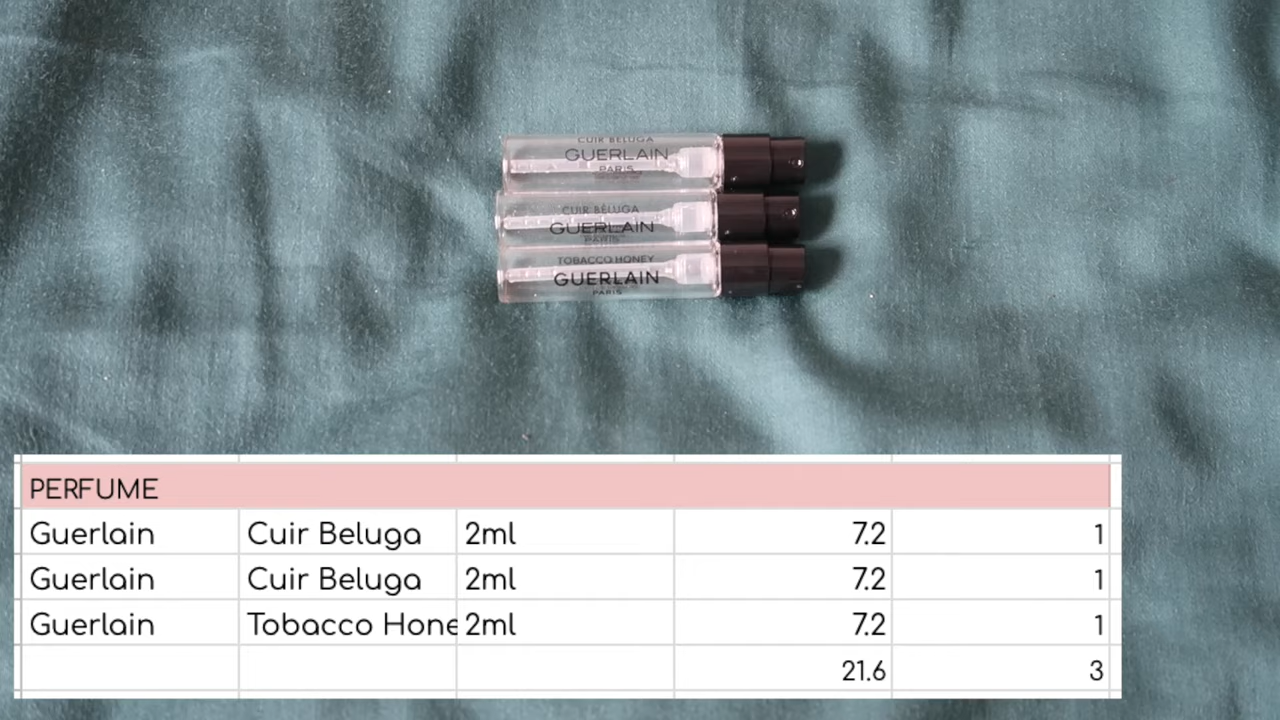 CUIR BELUGA
GUERLAIN
PARIS
CUIR BELUGA
GUERLAIN
PARIS
TOBACCO HONEY
GUERLAIN
PARIS
PERFUME
Guerlain Cuir Beluga 2ml 7.2 1
Guerlain Cuir Beluga 2ml 7.2 1
Guerlain Tobacco Hone 2ml 7.2 1
21.6 3